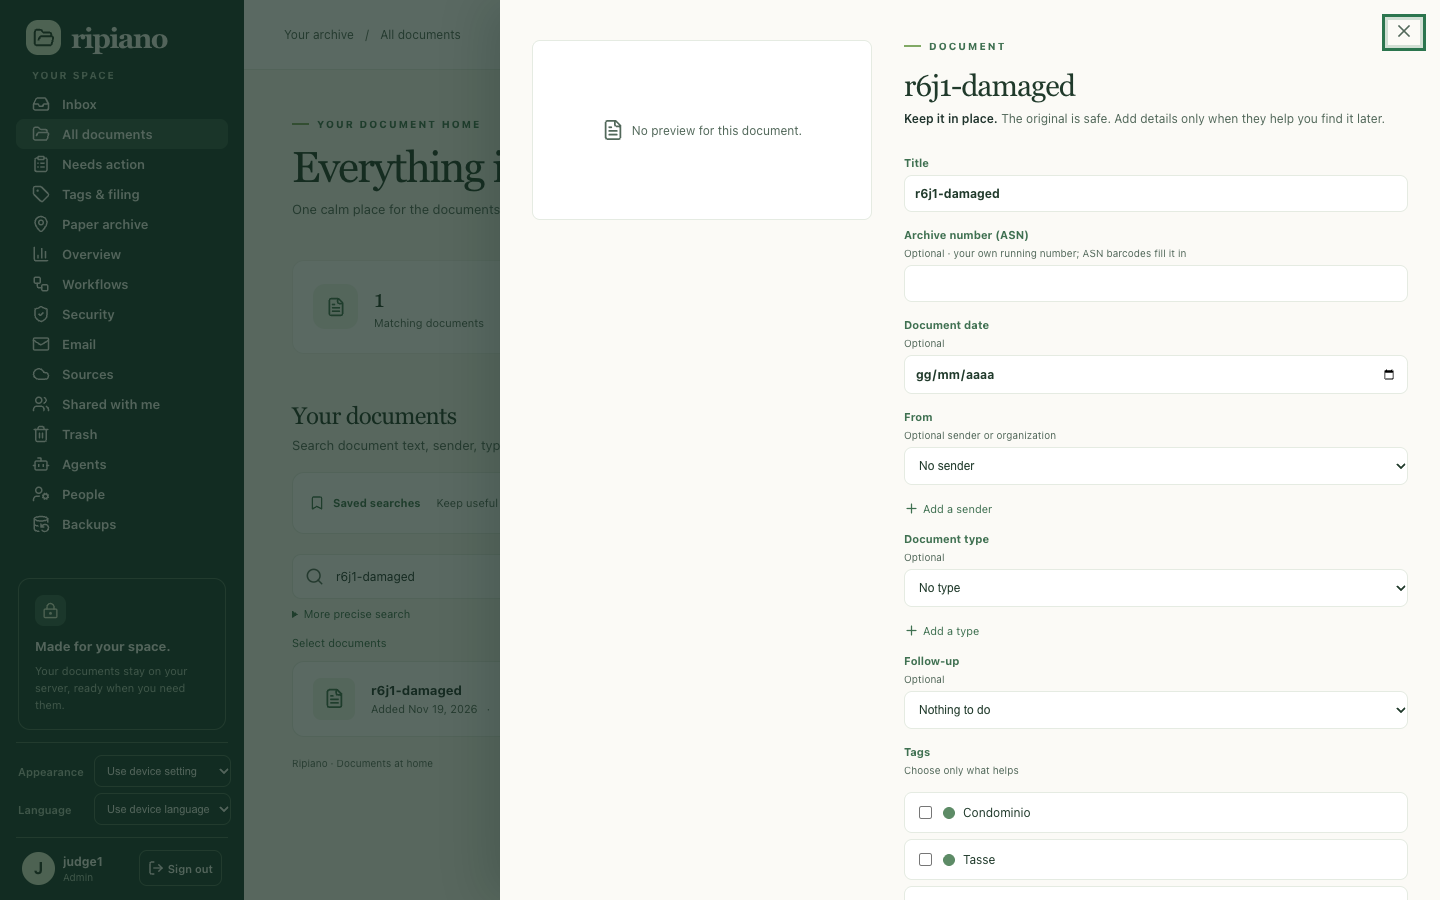 ripiano
YOUR SPACE
Inbox
All documents
Needs action
Tags & filing
Paper archive
Overview
Workflows
Security
Email
Sources
Shared with me
Trash
Agents
People
Backups
Made for your space.
Your documents stay on your
server, ready when you need
them.
Appearance
Use device setting
Language
Use device language
J
judge1
Admin
Sign out
Your archive / All documents
YOUR DOCUMENT HOME
Everything
One calm place for the documents
1
Matching documents
Your documents
Search document text, sender, typ
Saved searches Keep useful
r6j1-damaged
More precise search
Select documents
r6j1-damaged
Added Nov 19, 2026 ·
Ripiano · Documents at home
No preview for this document.
DOCUMENT
r6j1-damaged
Keep it in place. The original is safe. Add details only when they help you find it later.
Title
r6j1-damaged
Archive number (ASN)
Optional · your own running number; ASN barcodes fill it in
Document date
Optional
gg/mm/aaaa
From
Optional sender or organization
No sender
Add a sender
Document type
Optional
No type
Add a type
Follow-up
Optional
Nothing to do
Tags
Choose only what helps
Condominio
Tasse